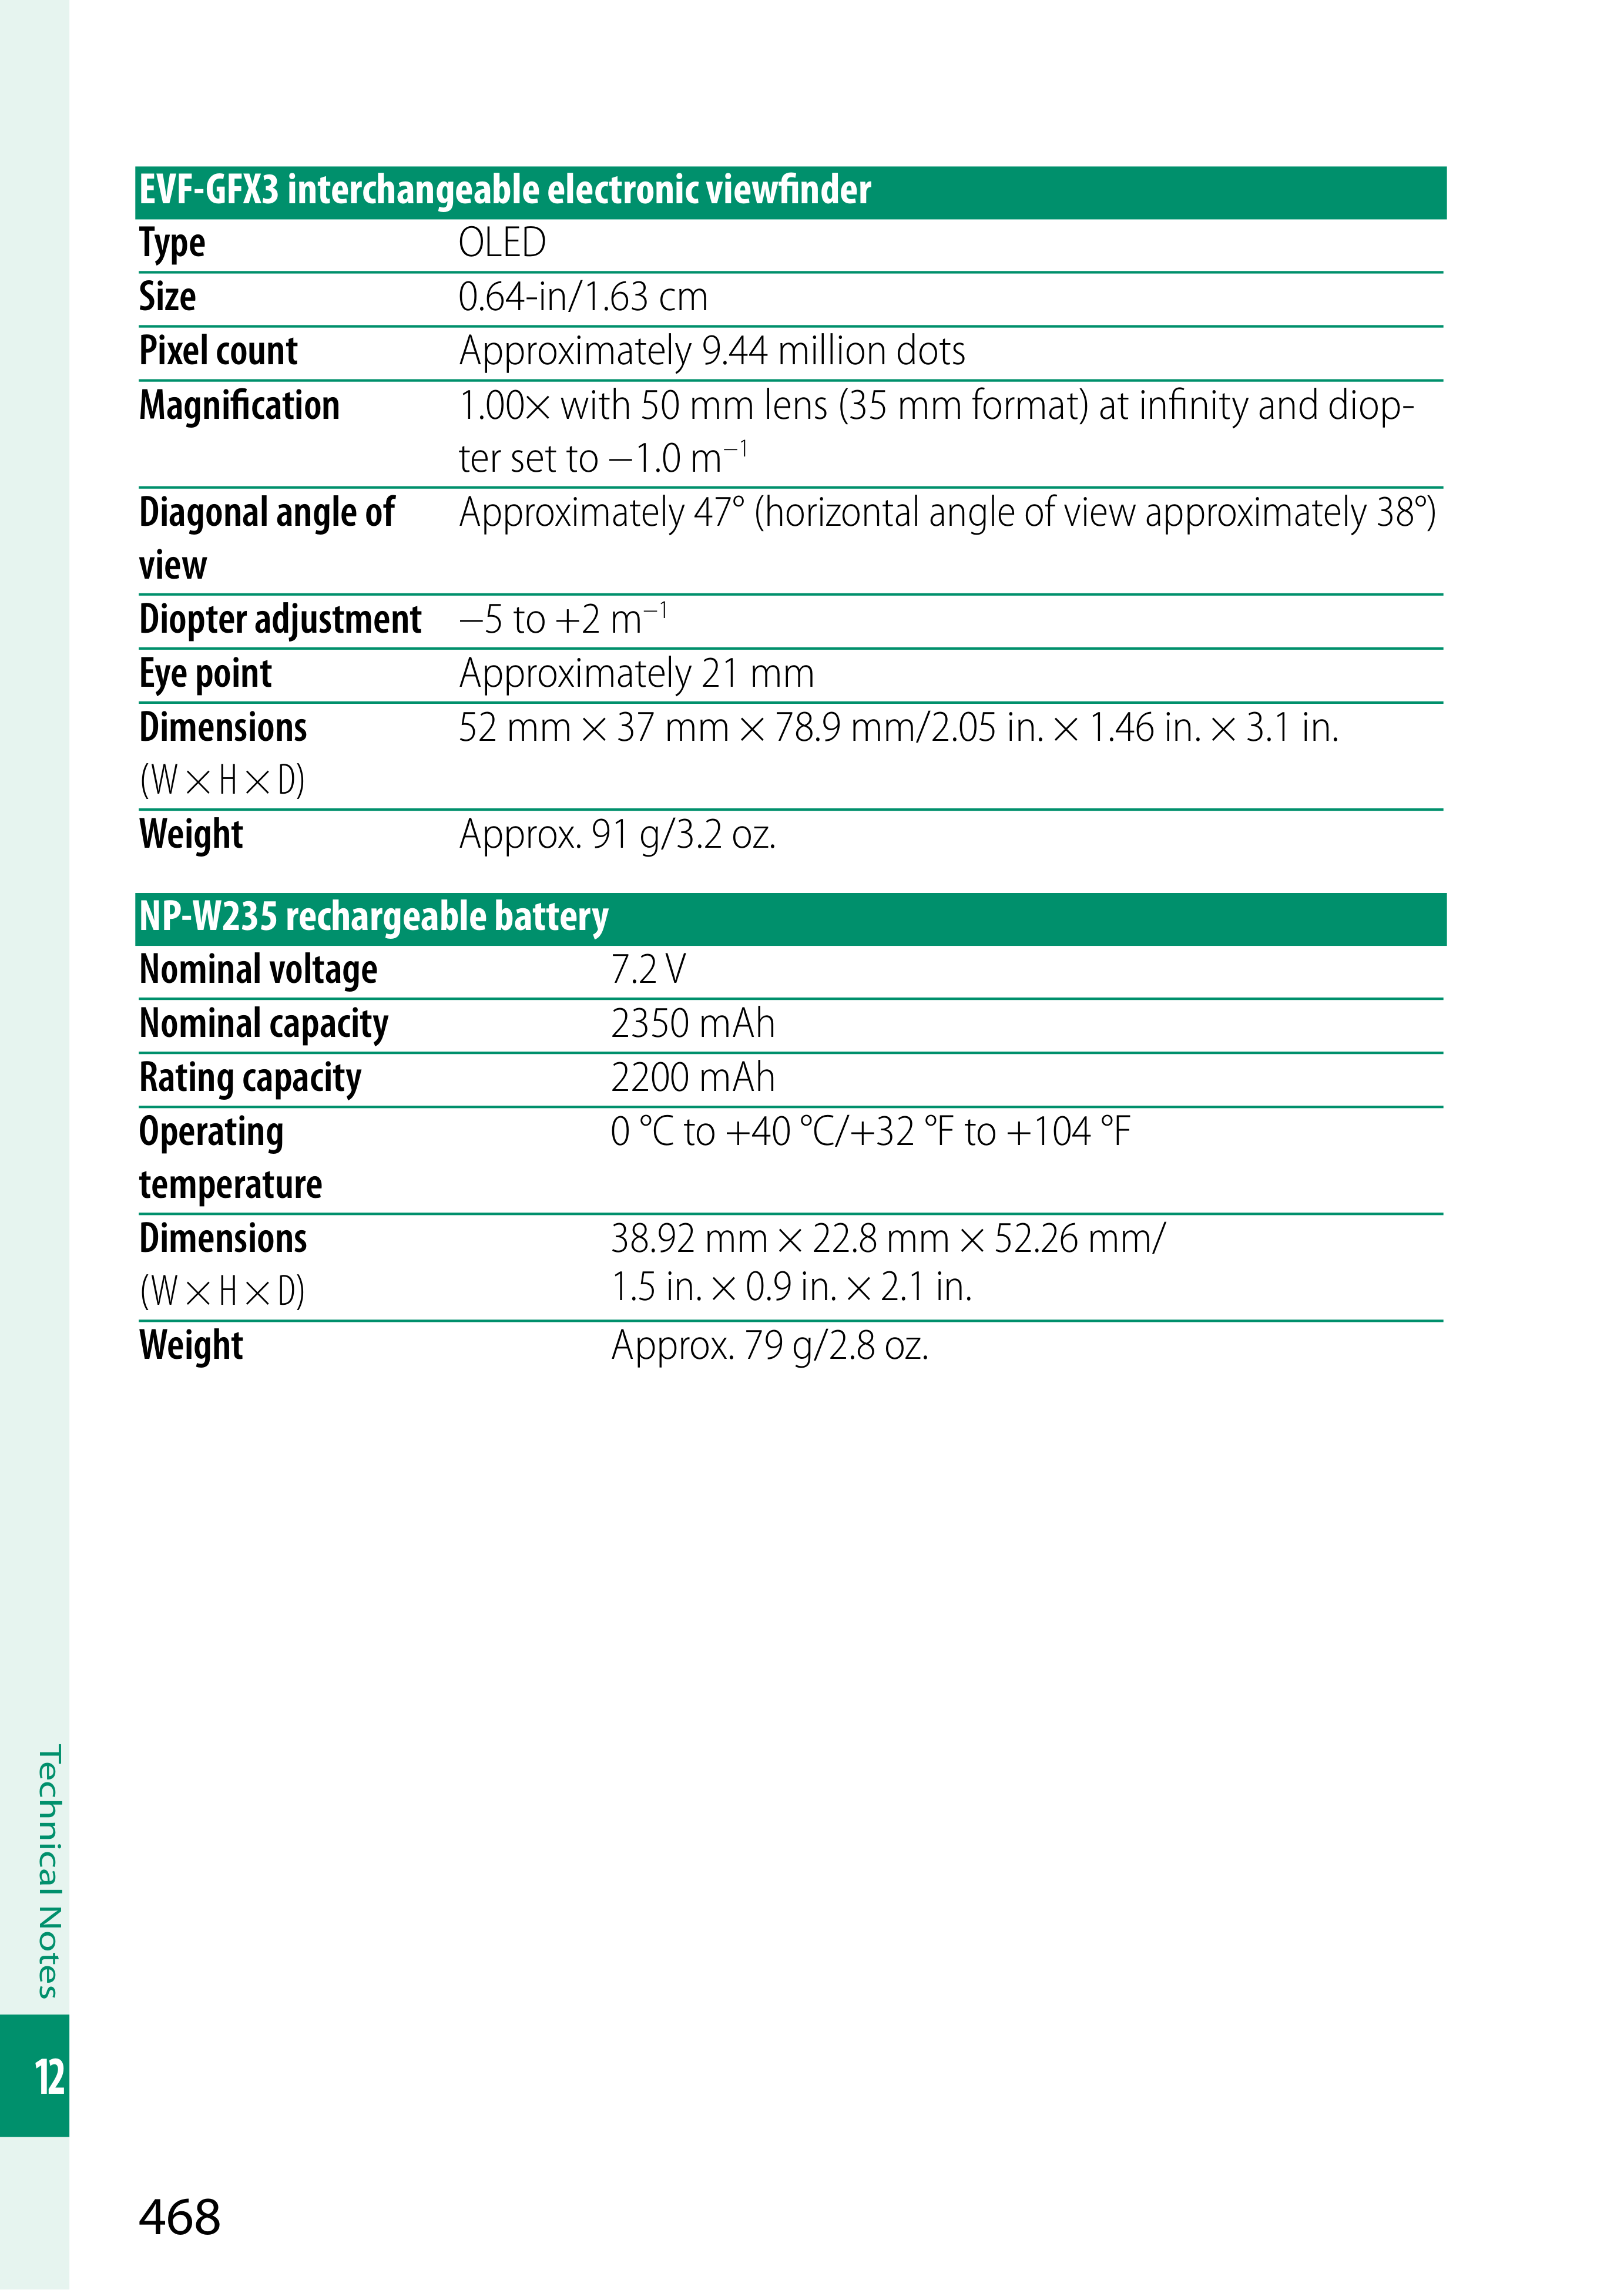 EVF-GFX3 interchangeable electronic viewfinder
Type OLED
Size 0.64-in/1.63 cm
Pixel count Approximately 9.44 million dots
Magnification 1.00× with 50 mm lens (35 mm format) at infinity and diop-
ter set to −1.0 m⁻¹
Diagonal angle of Approximately 47° (horizontal angle of view approximately 38°)
view
Diopter adjustment −5 to +2 m⁻¹
Eye point Approximately 21 mm
Dimensions 52 mm × 37 mm × 78.9 mm/2.05 in. × 1.46 in. × 3.1 in.
(W × H × D)
Weight Approx. 91 g/3.2 oz.
NP-W235 rechargeable battery
Nominal voltage 7.2 V
Nominal capacity 2350 mAh
Rating capacity 2200 mAh
Operating 0 °C to +40 °C/+32 °F to +104 °F
temperature
Dimensions 38.92 mm × 22.8 mm × 52.26 mm/
(W × H × D) 1.5 in. × 0.9 in. × 2.1 in.
Weight Approx. 79 g/2.8 oz.
Technical Notes
12
468